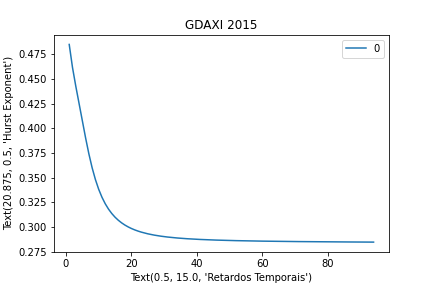 GDAXI 2015
0
0.475
0.450
0.425
0.400
0.375
0.350
0.325
0.300
0.275
Text(20.875, 0.5, 'Hurst Exponent')
0 20 40 60 80
Text(0.5, 15.0, 'Retardos Temporais')